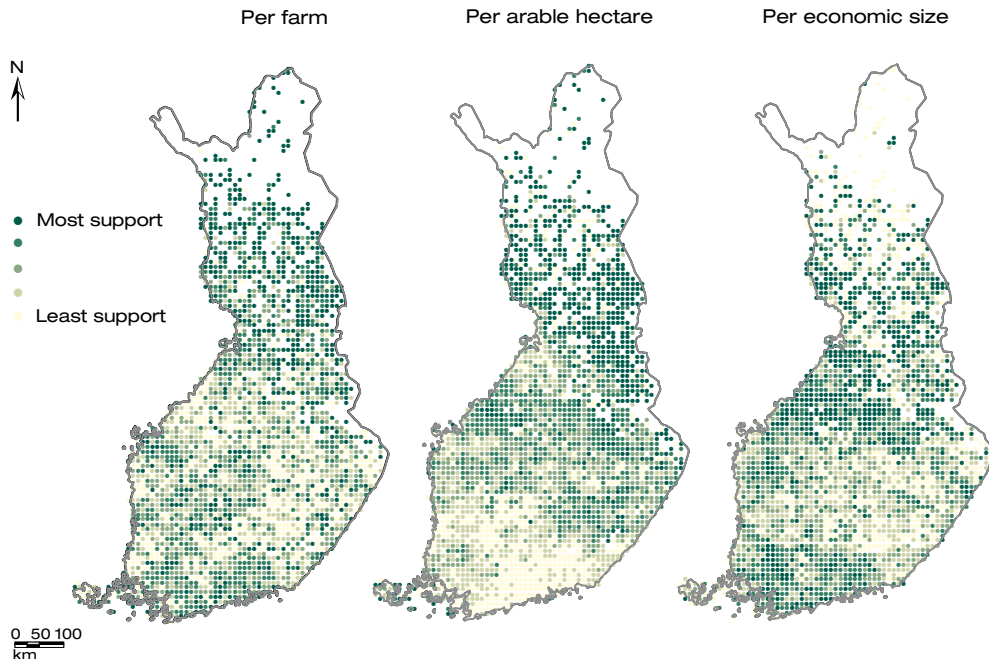 Per farm
Per arable hectare
Per economic size
N
Most support
Least support
0 50 100
km